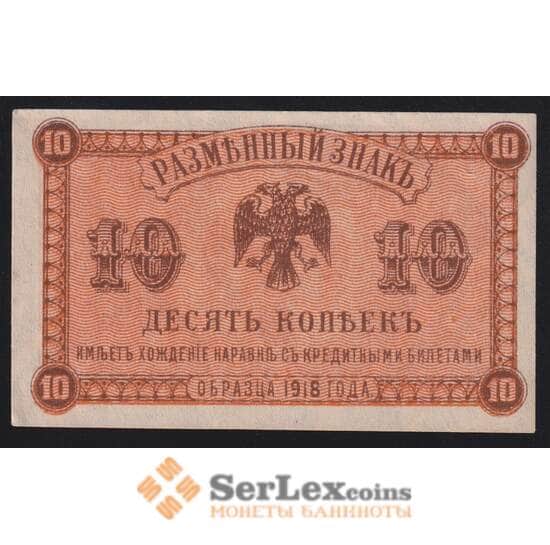 10 10
РАЗМѢННЫЙ ЗНАКЪ
10 10
ДЕСЯТЬ КОПѢЕКЪ
ИМѢЕТЪ ХОЖДЕНІЕ НАРАВНѢ СЪ КРЕДИТНЫМИ БИЛЕТАМИ
10 ОБРАЗЦА 1918 ГОДА. 10
SerLexcoins
МОНЕТЫ БАНКНОТЫ